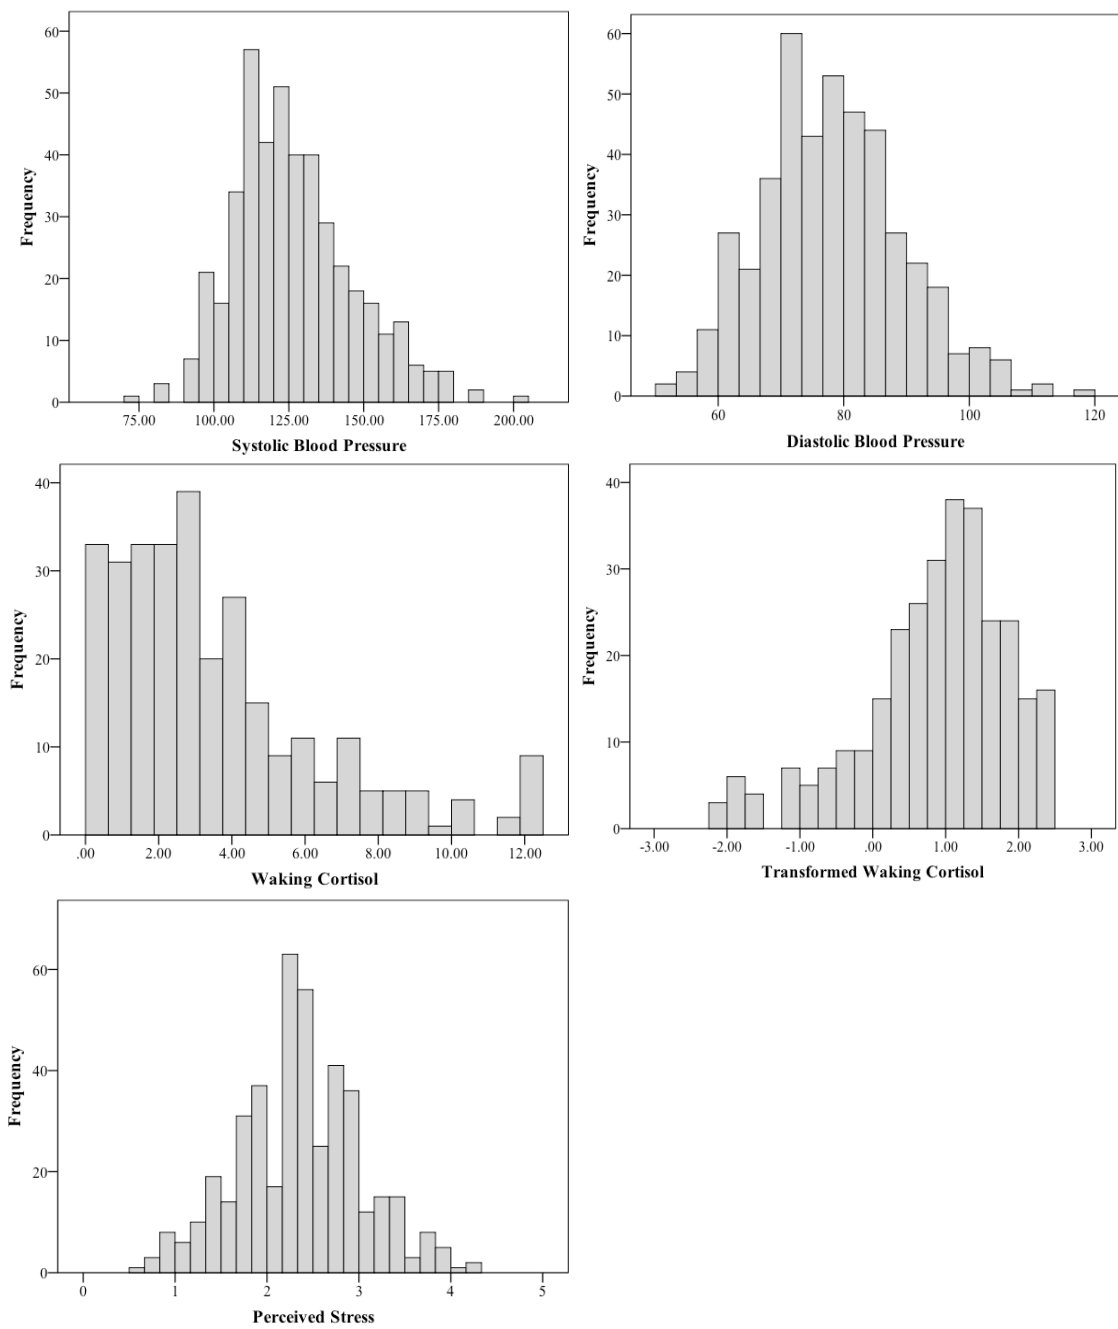 Frequency
60
50
40
30
20
10
0
75.00 100.00 125.00 150.00 175.00 200.00
Systolic Blood Pressure
Frequency
60
50
40
30
20
10
0
60 80 100 120
Diastolic Blood Pressure
Frequency
40
30
20
10
0
.00 2.00 4.00 6.00 8.00 10.00 12.00
Waking Cortisol
Frequency
40
30
20
10
0
-3.00 -2.00 -1.00 .00 1.00 2.00 3.00
Transformed Waking Cortisol
Frequency
60
40
20
0
0 1 2 3 4 5
Perceived Stress